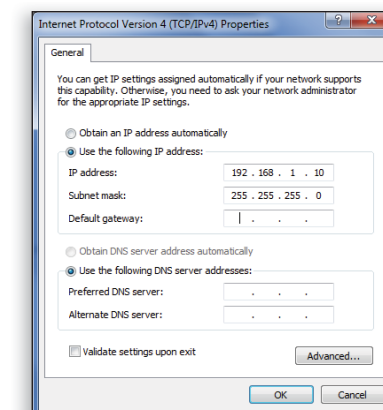 Internet Protocol Version 4 (TCP/IPv4) Properties
General
You can get IP settings assigned automatically if your network supports
this capability. Otherwise, you need to ask your network administrator
for the appropriate IP settings.
Obtain an IP address automatically
Use the following IP address:
IP address: 192 . 168 . 1 . 10
Subnet mask: 255 . 255 . 255 . 0
Default gateway: . . .
Obtain DNS server address automatically
Use the following DNS server addresses:
Preferred DNS server: . . .
Alternate DNS server: . . .
Validate settings upon exit
Advanced...
OK Cancel